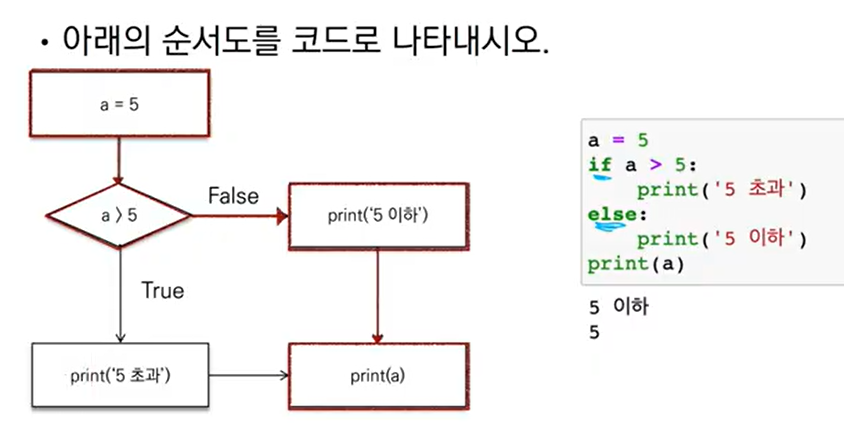 • 아래의 순서도를 코드로 나타내시오.
a = 5
a > 5
False
print('5 이하')
True
print('5 초과')
print(a)
a = 5
if a > 5:
    print('5 초과')
else:
    print('5 이하')
print(a)
5 이하
5